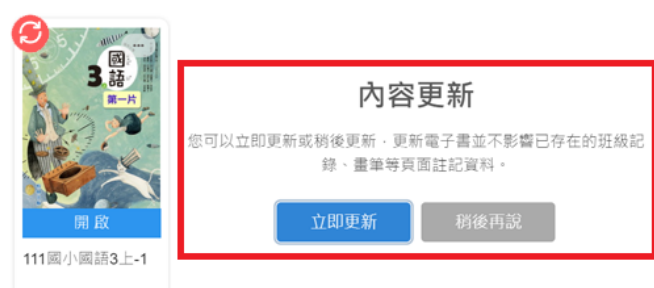 國
3 語
第一片
開啟
111國小國語3上-1
內容更新
您可以立即更新或稍後更新，更新電子書並不影響已存在的班級記
錄、畫筆等頁面註記資料。
立即更新
稍後再說